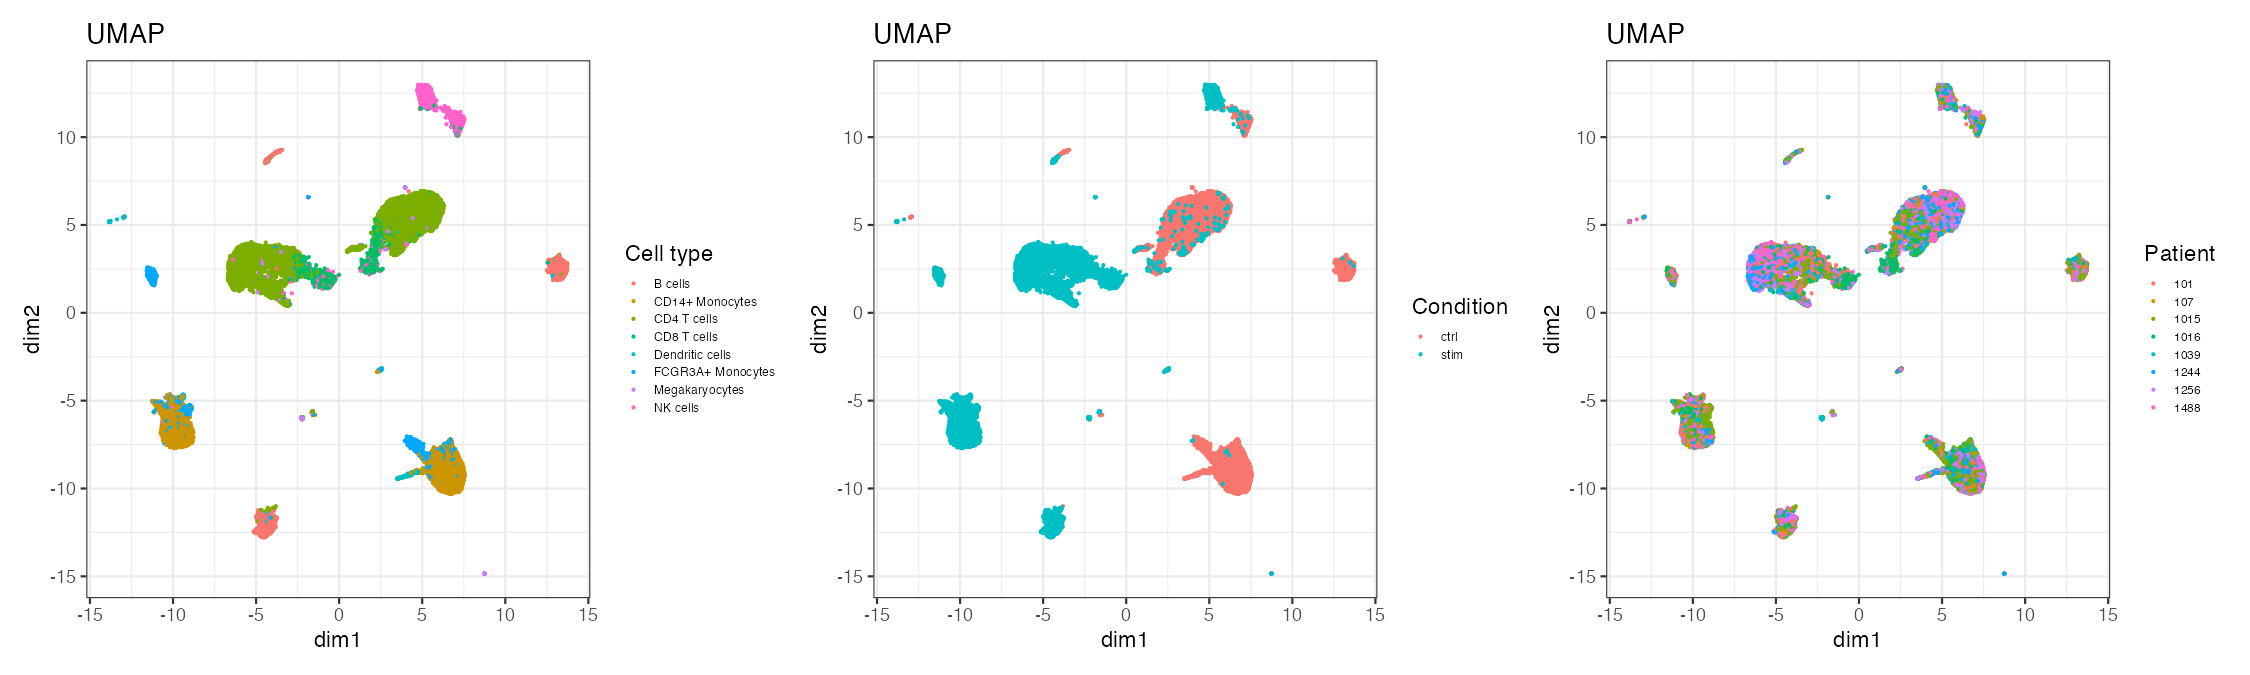 UMAP
10
5
0
-5
-10
-15
-15
-10
-5
0
5
10
15
dim1
dim2
Cell type
B cells
CD14+ Monocytes
CD4 T cells
CD8 T cells
Dendritic cells
FCGR3A+ Monocytes
Megakaryocytes
NK cells
UMAP
10
5
0
-5
-10
-15
-15
-10
-5
0
5
10
15
dim1
dim2
Condition
ctrl
stim
UMAP
10
5
0
-5
-10
-15
-15
-10
-5
0
5
10
15
dim1
dim2
Patient
101
107
1015
1016
1039
1244
1256
1488